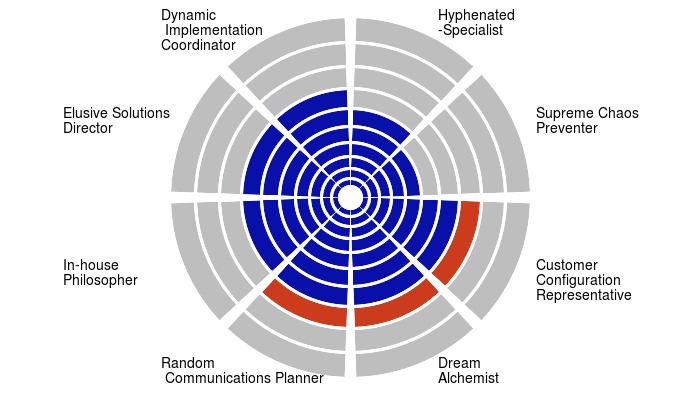 Dynamic
Implementation
Coordinator
Hyphenated
-Specialist
Elusive Solutions
Director
Supreme Chaos
Preventer
In-house
Philosopher
Customer
Configuration
Representative
Random
Communications Planner
Dream
Alchemist